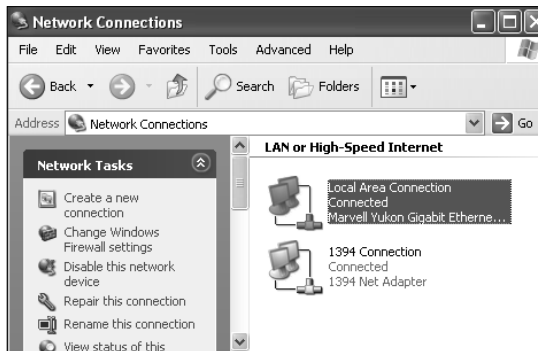 Network Connections
File Edit View Favorites Tools Advanced Help
Back Search Folders
Address Network Connections Go
Network Tasks
Create a new
connection
Change Windows
Firewall settings
Disable this network
device
Repair this connection
Rename this connection
View status of this
LAN or High-Speed Internet
Local Area Connection
Connected
Marvell Yukon Gigabit Etherne...
1394 Connection
Connected
1394 Net Adapter